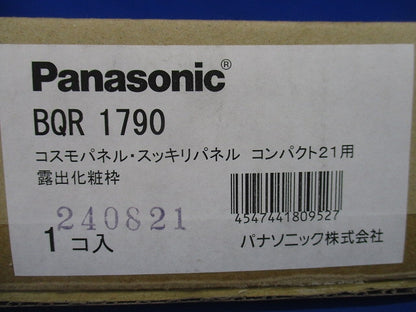 Panasonic®
BQR 1790
コスモパネル・スッキリパネル コンパクト21用
露出化粧枠
240821
4547441809527
1コ入
パナソニック株式会社